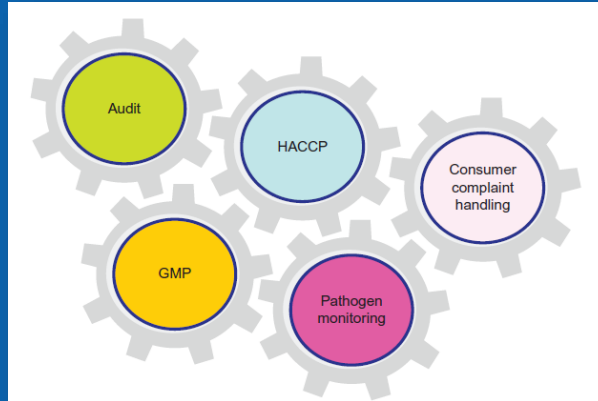 Audit
HACCP
Consumer
complaint
handling
GMP
Pathogen
monitoring